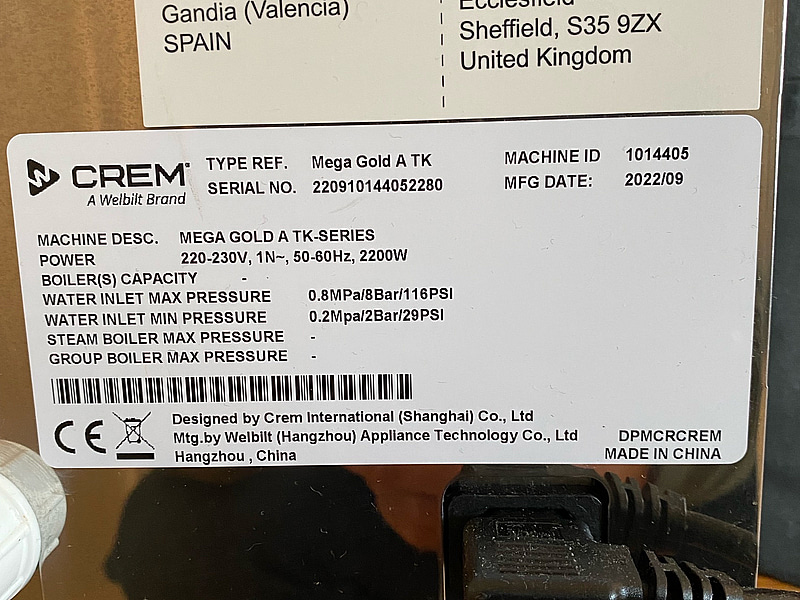 Gandia (Valencia)
SPAIN
Ecclesfield
Sheffield, S35 9ZX
United Kingdom
CREM®
A Welbilt Brand
TYPE REF. Mega Gold A TK
SERIAL NO. 220910144052280
MACHINE ID 1014405
MFG DATE: 2022/09
MACHINE DESC. MEGA GOLD A TK-SERIES
POWER 220-230V, 1N~, 50-60Hz, 2200W
BOILER(S) CAPACITY -
WATER INLET MAX PRESSURE 0.8MPa/8Bar/116PSI
WATER INLET MIN PRESSURE 0.2Mpa/2Bar/29PSI
STEAM BOILER MAX PRESSURE -
GROUP BOILER MAX PRESSURE -
CE
Designed by Crem International (Shanghai) Co., Ltd
Mtg.by Welbilt (Hangzhou) Appliance Technology Co., Ltd
Hangzhou , China
DPMCRCREM
MADE IN CHINA